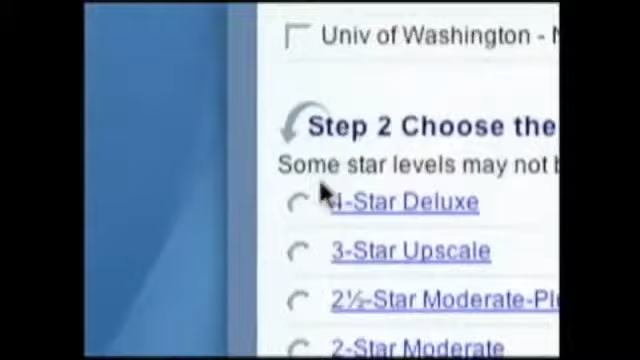 Univ of Washington -
Step 2 Choose the
Some star levels may not
4-Star Deluxe
3-Star Upscale
2½-Star Moderate-Pl
2-Star Moderate